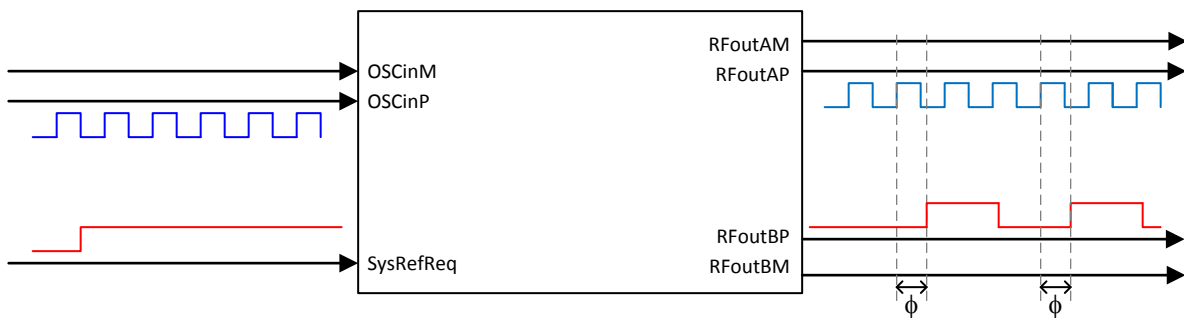 RFoutAM
OSCinM
RFoutAP
OSCinP
RFoutBP
SysRefReq
RFoutBM
ϕ ϕ